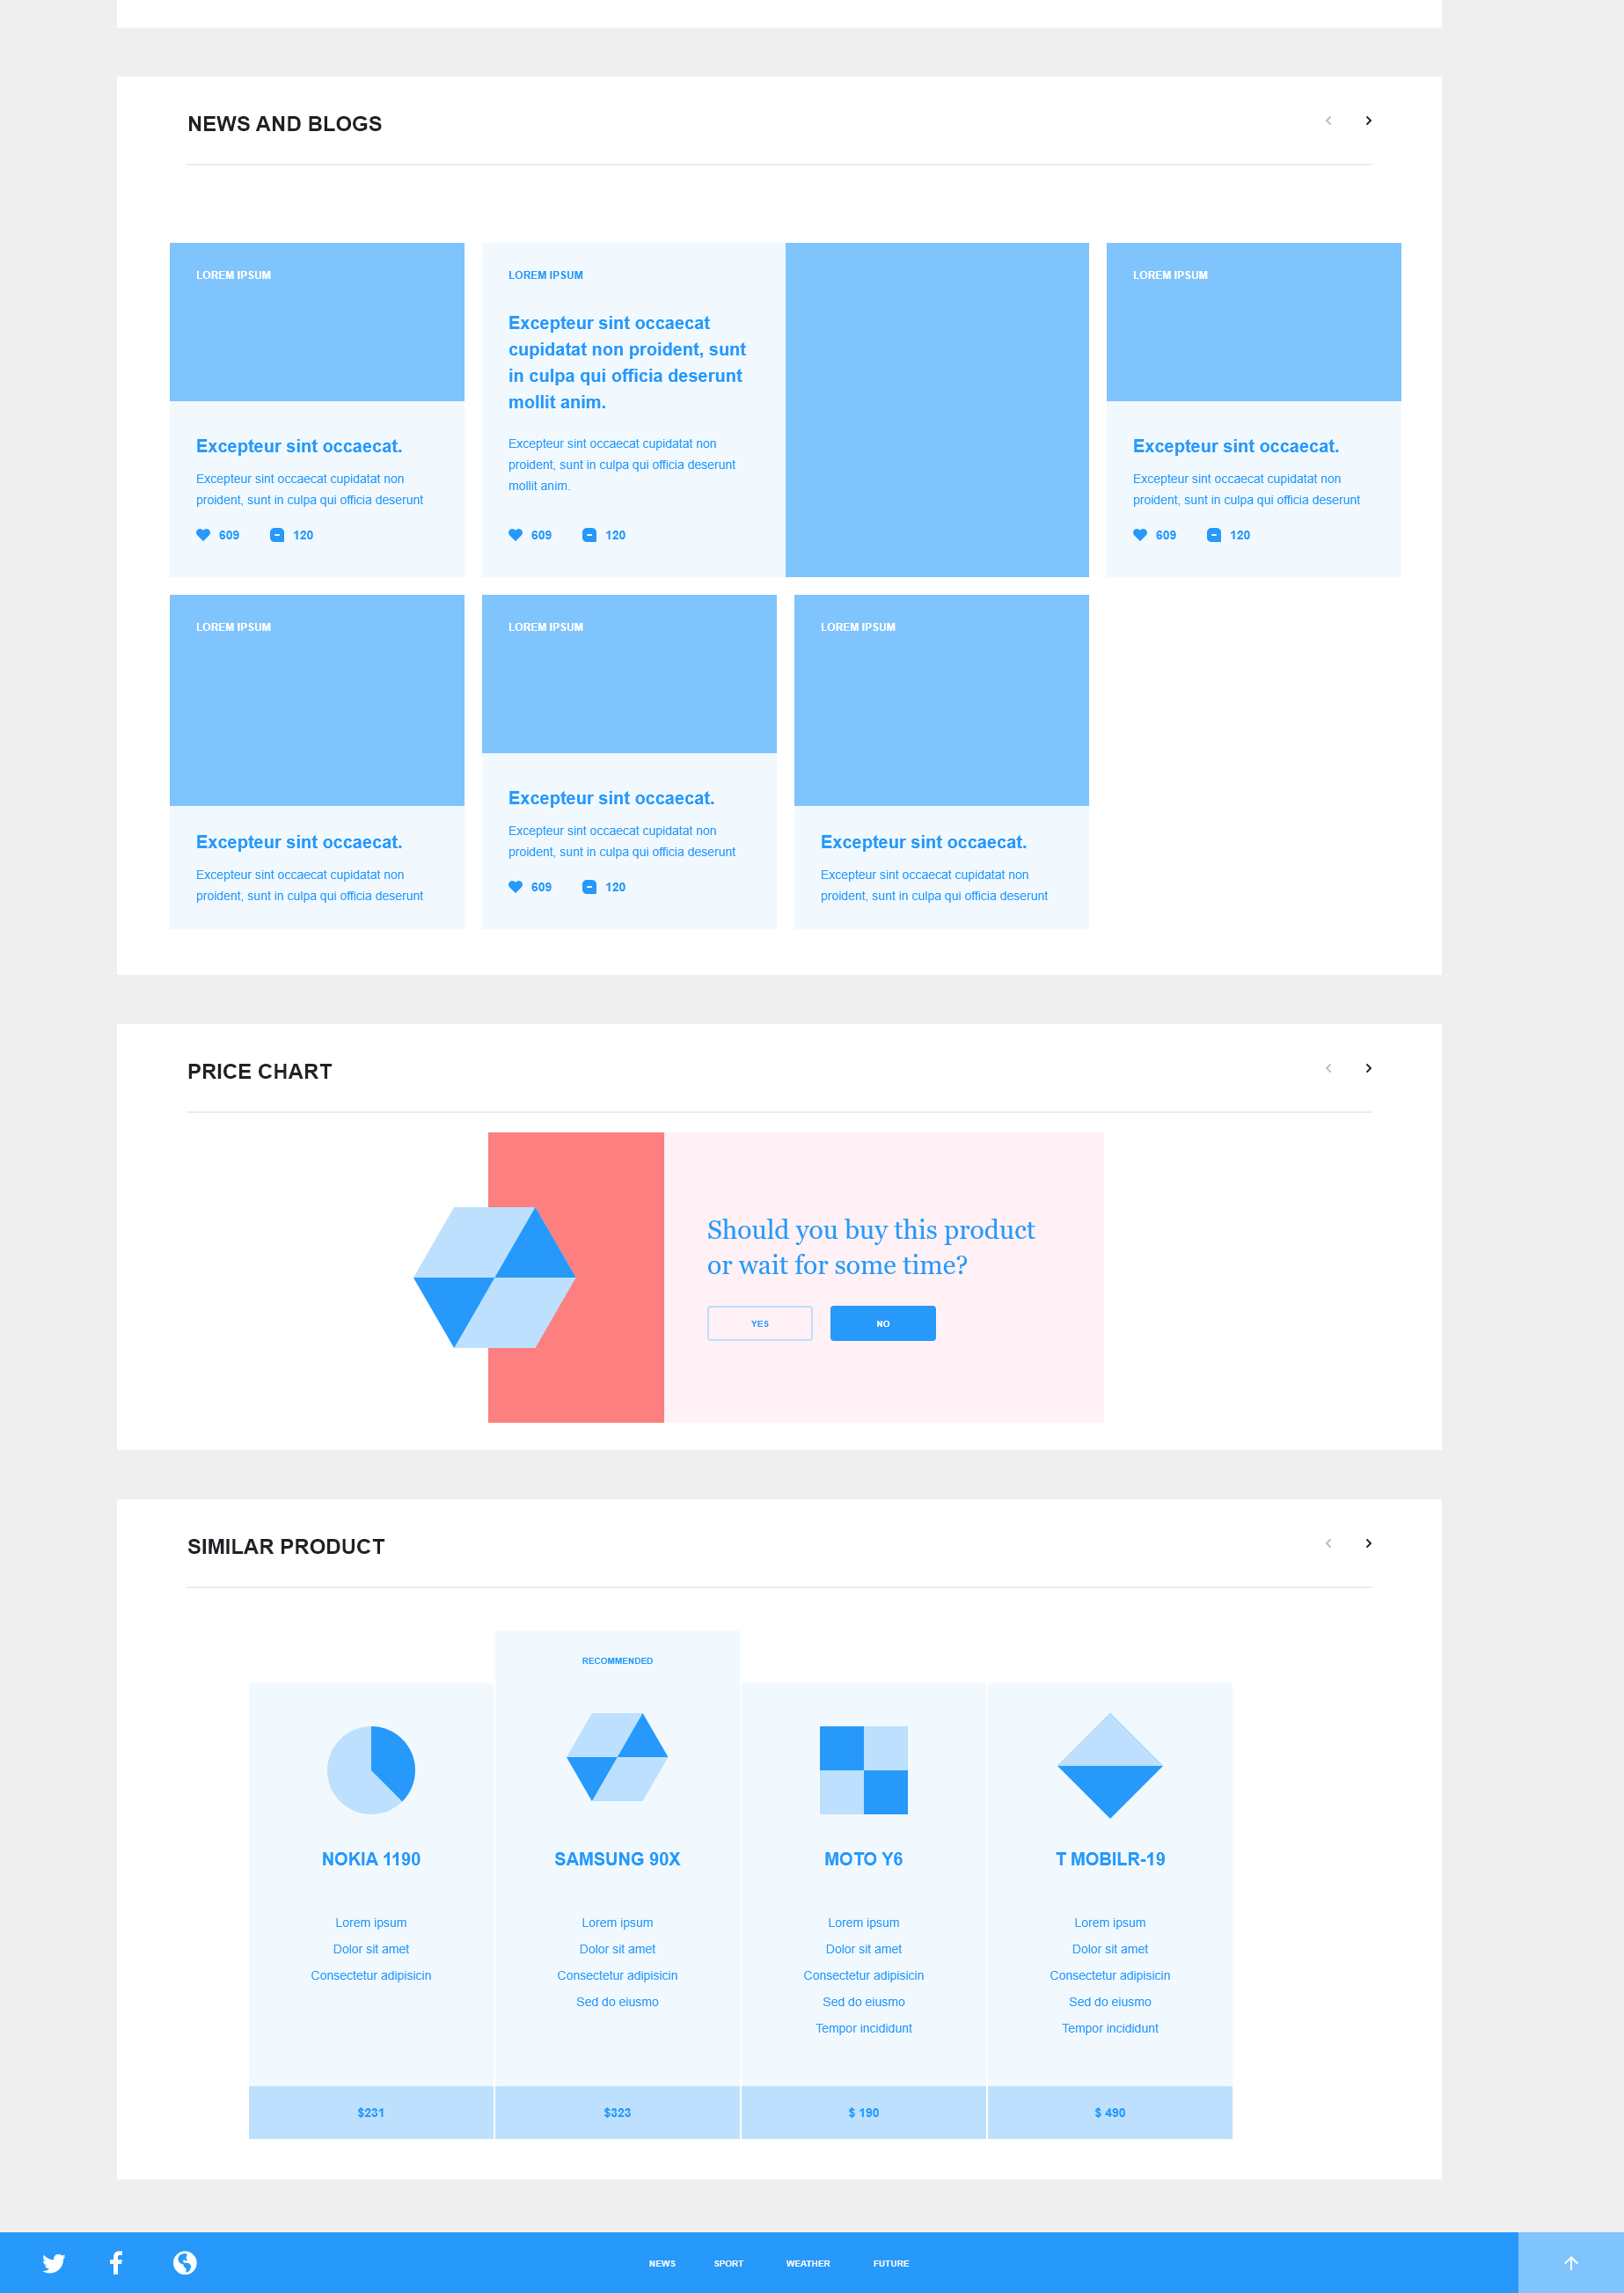 NEWS AND BLOGS
LOREM IPSUM
Excepteur sint occaecat.
Excepteur sint occaecat cupidatat non
proident, sunt in culpa qui officia deserunt
609 120
LOREM IPSUM
Excepteur sint occaecat
cupidatat non proident, sunt
in culpa qui officia deserunt
mollit anim.
Excepteur sint occaecat cupidatat non
proident, sunt in culpa qui officia deserunt
mollit anim.
609 120
LOREM IPSUM
Excepteur sint occaecat.
Excepteur sint occaecat cupidatat non
proident, sunt in culpa qui officia deserunt
609 120
LOREM IPSUM
Excepteur sint occaecat.
Excepteur sint occaecat cupidatat non
proident, sunt in culpa qui officia deserunt
LOREM IPSUM
Excepteur sint occaecat.
Excepteur sint occaecat cupidatat non
proident, sunt in culpa qui officia deserunt
609 120
LOREM IPSUM
Excepteur sint occaecat.
Excepteur sint occaecat cupidatat non
proident, sunt in culpa qui officia deserunt
PRICE CHART
Should you buy this product
or wait for some time?
YES NO
SIMILAR PRODUCT
NOKIA 1190
Lorem ipsum
Dolor sit amet
Consectetur adipisicin
$231
RECOMMENDED
SAMSUNG 90X
Lorem ipsum
Dolor sit amet
Consectetur adipisicin
Sed do eiusmo
$323
MOTO Y6
Lorem ipsum
Dolor sit amet
Consectetur adipisicin
Sed do eiusmo
Tempor incididunt
$ 190
T MOBILR-19
Lorem ipsum
Dolor sit amet
Consectetur adipisicin
Sed do eiusmo
Tempor incididunt
$ 490
NEWS SPORT WEATHER FUTURE